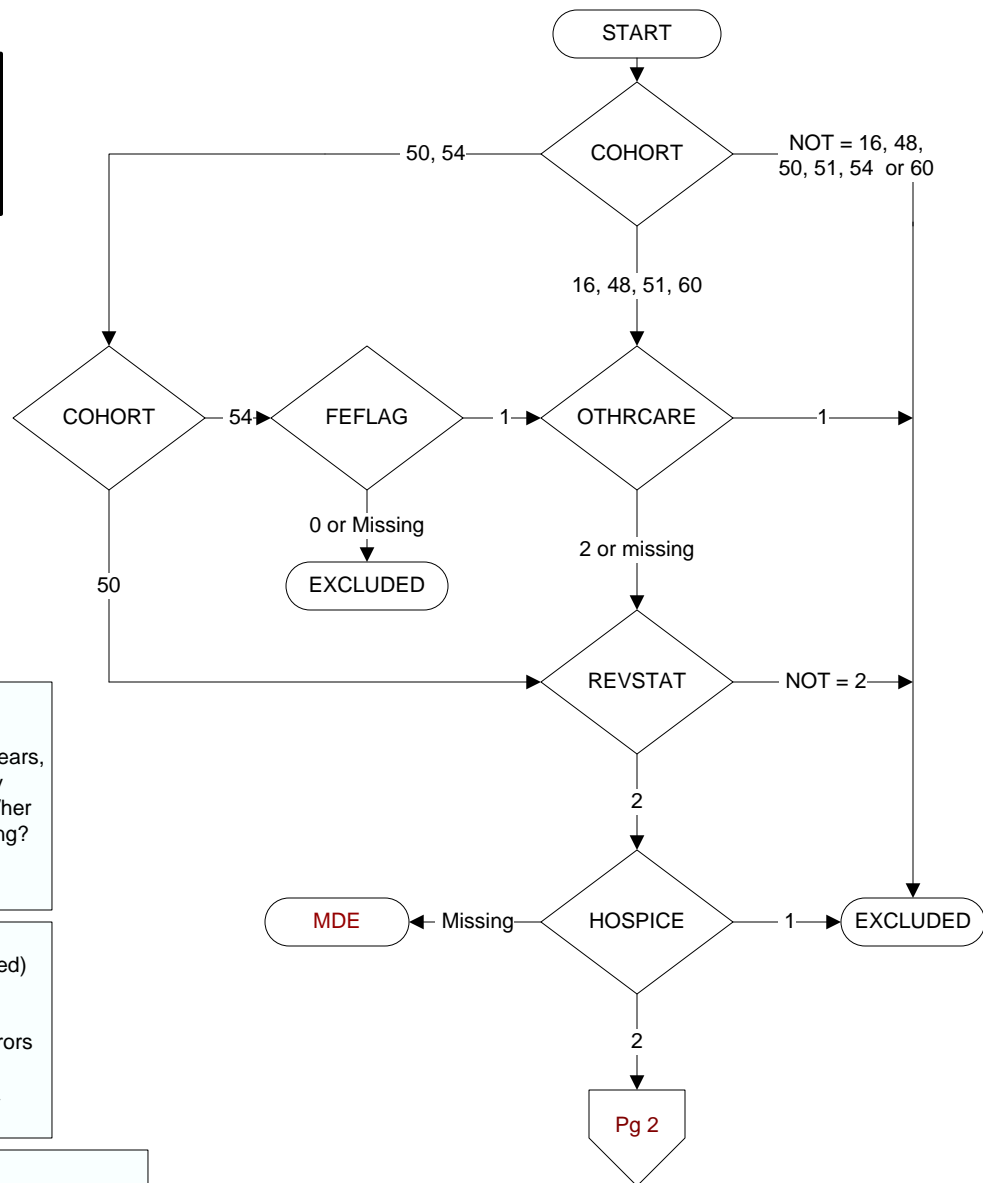 START
COHORT
50, 54
NOT = 16, 48,
50, 51, 54 or 60
16, 48, 51, 60
COHORT
54
FEFLAG
1
OTHRCARE
1
0 or Missing
EXCLUDED
2 or missing
50
REVSTAT
NOT = 2
2
MDE
Missing
HOSPICE
1
EXCLUDED
2
Pg 2
ears,